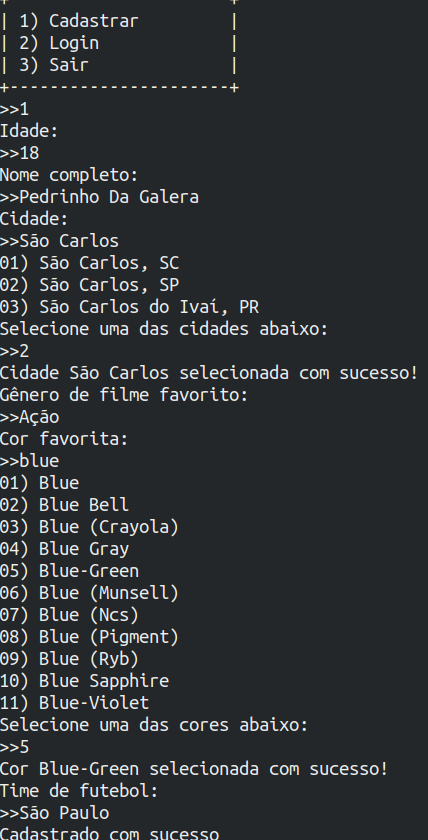 | 1) Cadastrar         |
| 2) Login             |
| 3) Sair              |
+----------------------+
>>1
Idade:
>>18
Nome completo:
>>Pedrinho Da Galera
Cidade:
>>São Carlos
01) São Carlos, SC
02) São Carlos, SP
03) São Carlos do Ivaí, PR
Selecione uma das cidades abaixo:
>>2
Cidade São Carlos selecionada com sucesso!
Gênero de filme favorito:
>>Ação
Cor favorita:
>>blue
01) Blue
02) Blue Bell
03) Blue (Crayola)
04) Blue Gray
05) Blue-Green
06) Blue (Munsell)
07) Blue (Ncs)
08) Blue (Pigment)
09) Blue (Ryb)
10) Blue Sapphire
11) Blue-Violet
Selecione uma das cores abaixo:
>>5
Cor Blue-Green selecionada com sucesso!
Time de futebol:
>>São Paulo
Cadastrado com sucesso